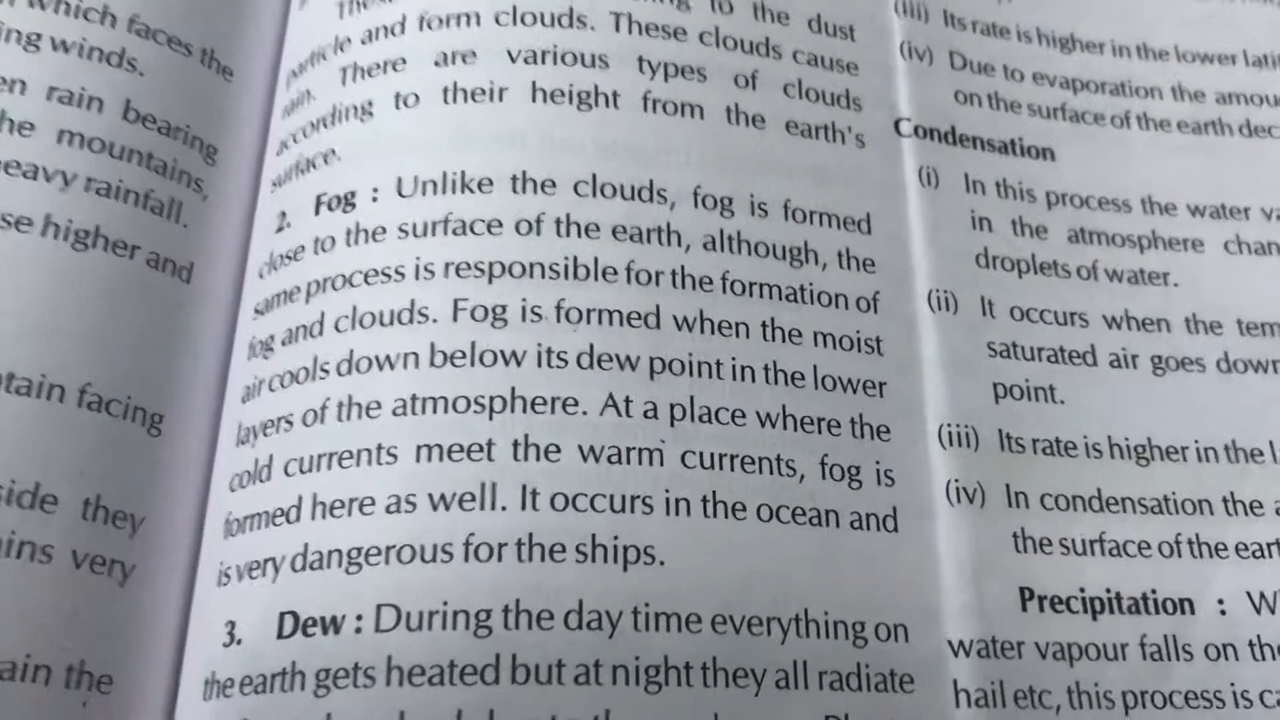 which faces the
ing winds.
en rain bearing
he mountains,
eavy rainfall.
se higher and
tain facing
side they
ains very
ain the
to the dust
particle and form clouds. These clouds cause
rain. There are various types of clouds
according to their height from the earth's
surface.
2. Fog : Unlike the clouds, fog is formed
close to the surface of the earth, although, the
same process is responsible for the formation of
fog and clouds. Fog is formed when the moist
air cools down below its dew point in the lower
layers of the atmosphere. At a place where the
cold currents meet the warm currents, fog is
formed here as well. It occurs in the ocean and
is very dangerous for the ships.
3. Dew : During the day time everything on
the earth gets heated but at night they all radiate
(iii) Its rate is higher in the lower lati
(iv) Due to evaporation the amou
on the surface of the earth dec
Condensation
(i) In this process the water va
in the atmosphere chan
droplets of water.
(ii) It occurs when the tem
saturated air goes down
point.
(iii) Its rate is higher in the l
(iv) In condensation the a
the surface of the eart
Precipitation : W
water vapour falls on th
hail etc, this process is ca